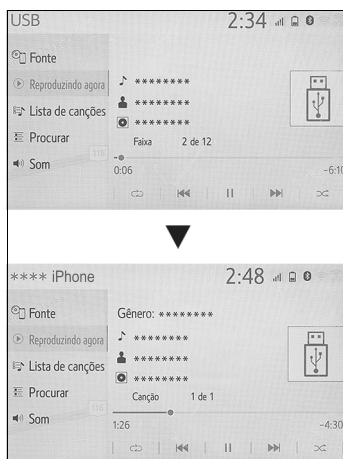 USB 2:34
Fonte
Reproduzindo agora
Lista de canções
Procurar
Som
********
********
********
Faixa 2 de 12
0:06 -6:10
**** iPhone 2:48
Fonte
Reproduzindo agora
Lista de canções
Procurar
Som
Gênero: ********
********
********
********
Canção 1 de 1
1:26 -4:30